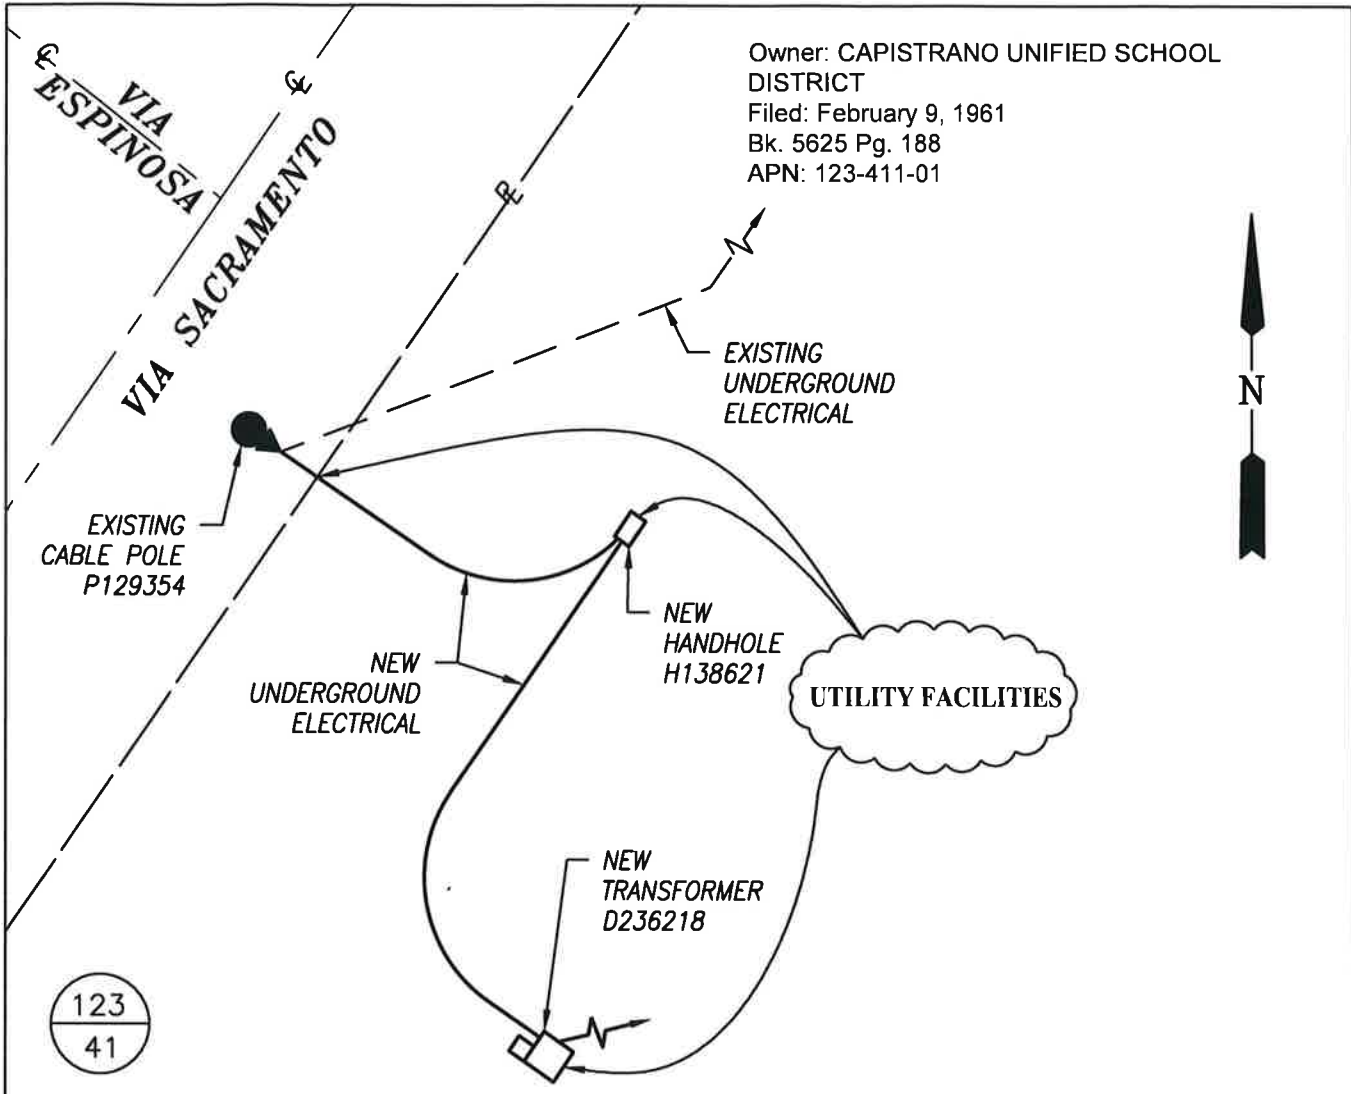 Owner: CAPISTRANO UNIFIED SCHOOL
DISTRICT
Filed: February 9, 1961
Bk. 5625 Pg. 188
APN: 123-411-01
℄
VIA
ESPINOSA
℄
VIA SACRAMENTO
⅊
EXISTING
UNDERGROUND
ELECTRICAL
N
EXISTING
CABLE POLE
P129354
NEW
HANDHOLE
H138621
NEW
UNDERGROUND
ELECTRICAL
UTILITY FACILITIES
NEW
TRANSFORMER
D236218
123
41